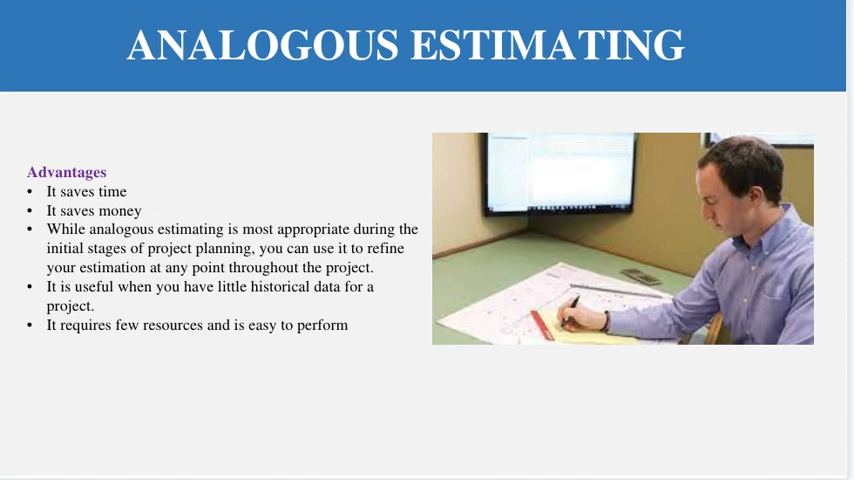 ANALOGOUS ESTIMATING
Advantages
• It saves time
• It saves money
• While analogous estimating is most appropriate during the
initial stages of project planning, you can use it to refine
your estimation at any point throughout the project.
• It is useful when you have little historical data for a
project.
• It requires few resources and is easy to perform